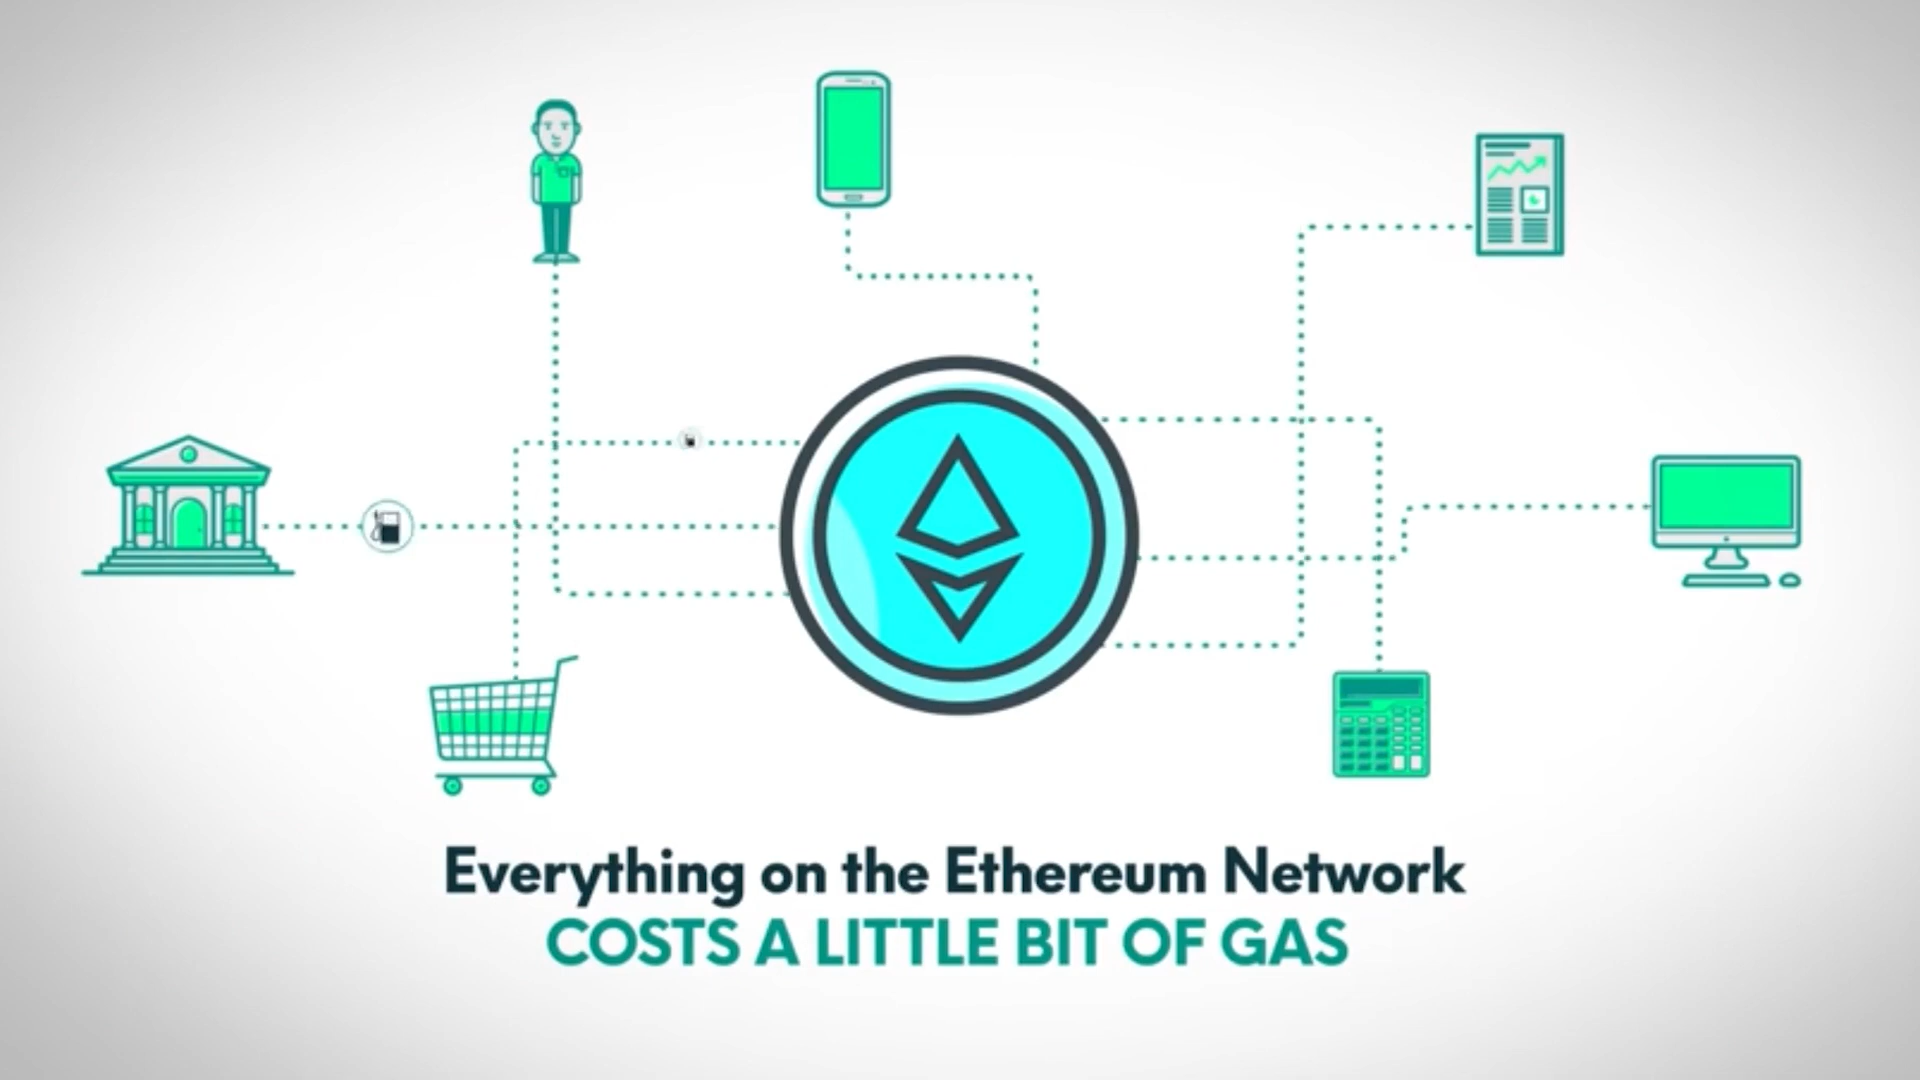 Everything on the Ethereum Network
COSTS A LITTLE BIT OF GAS